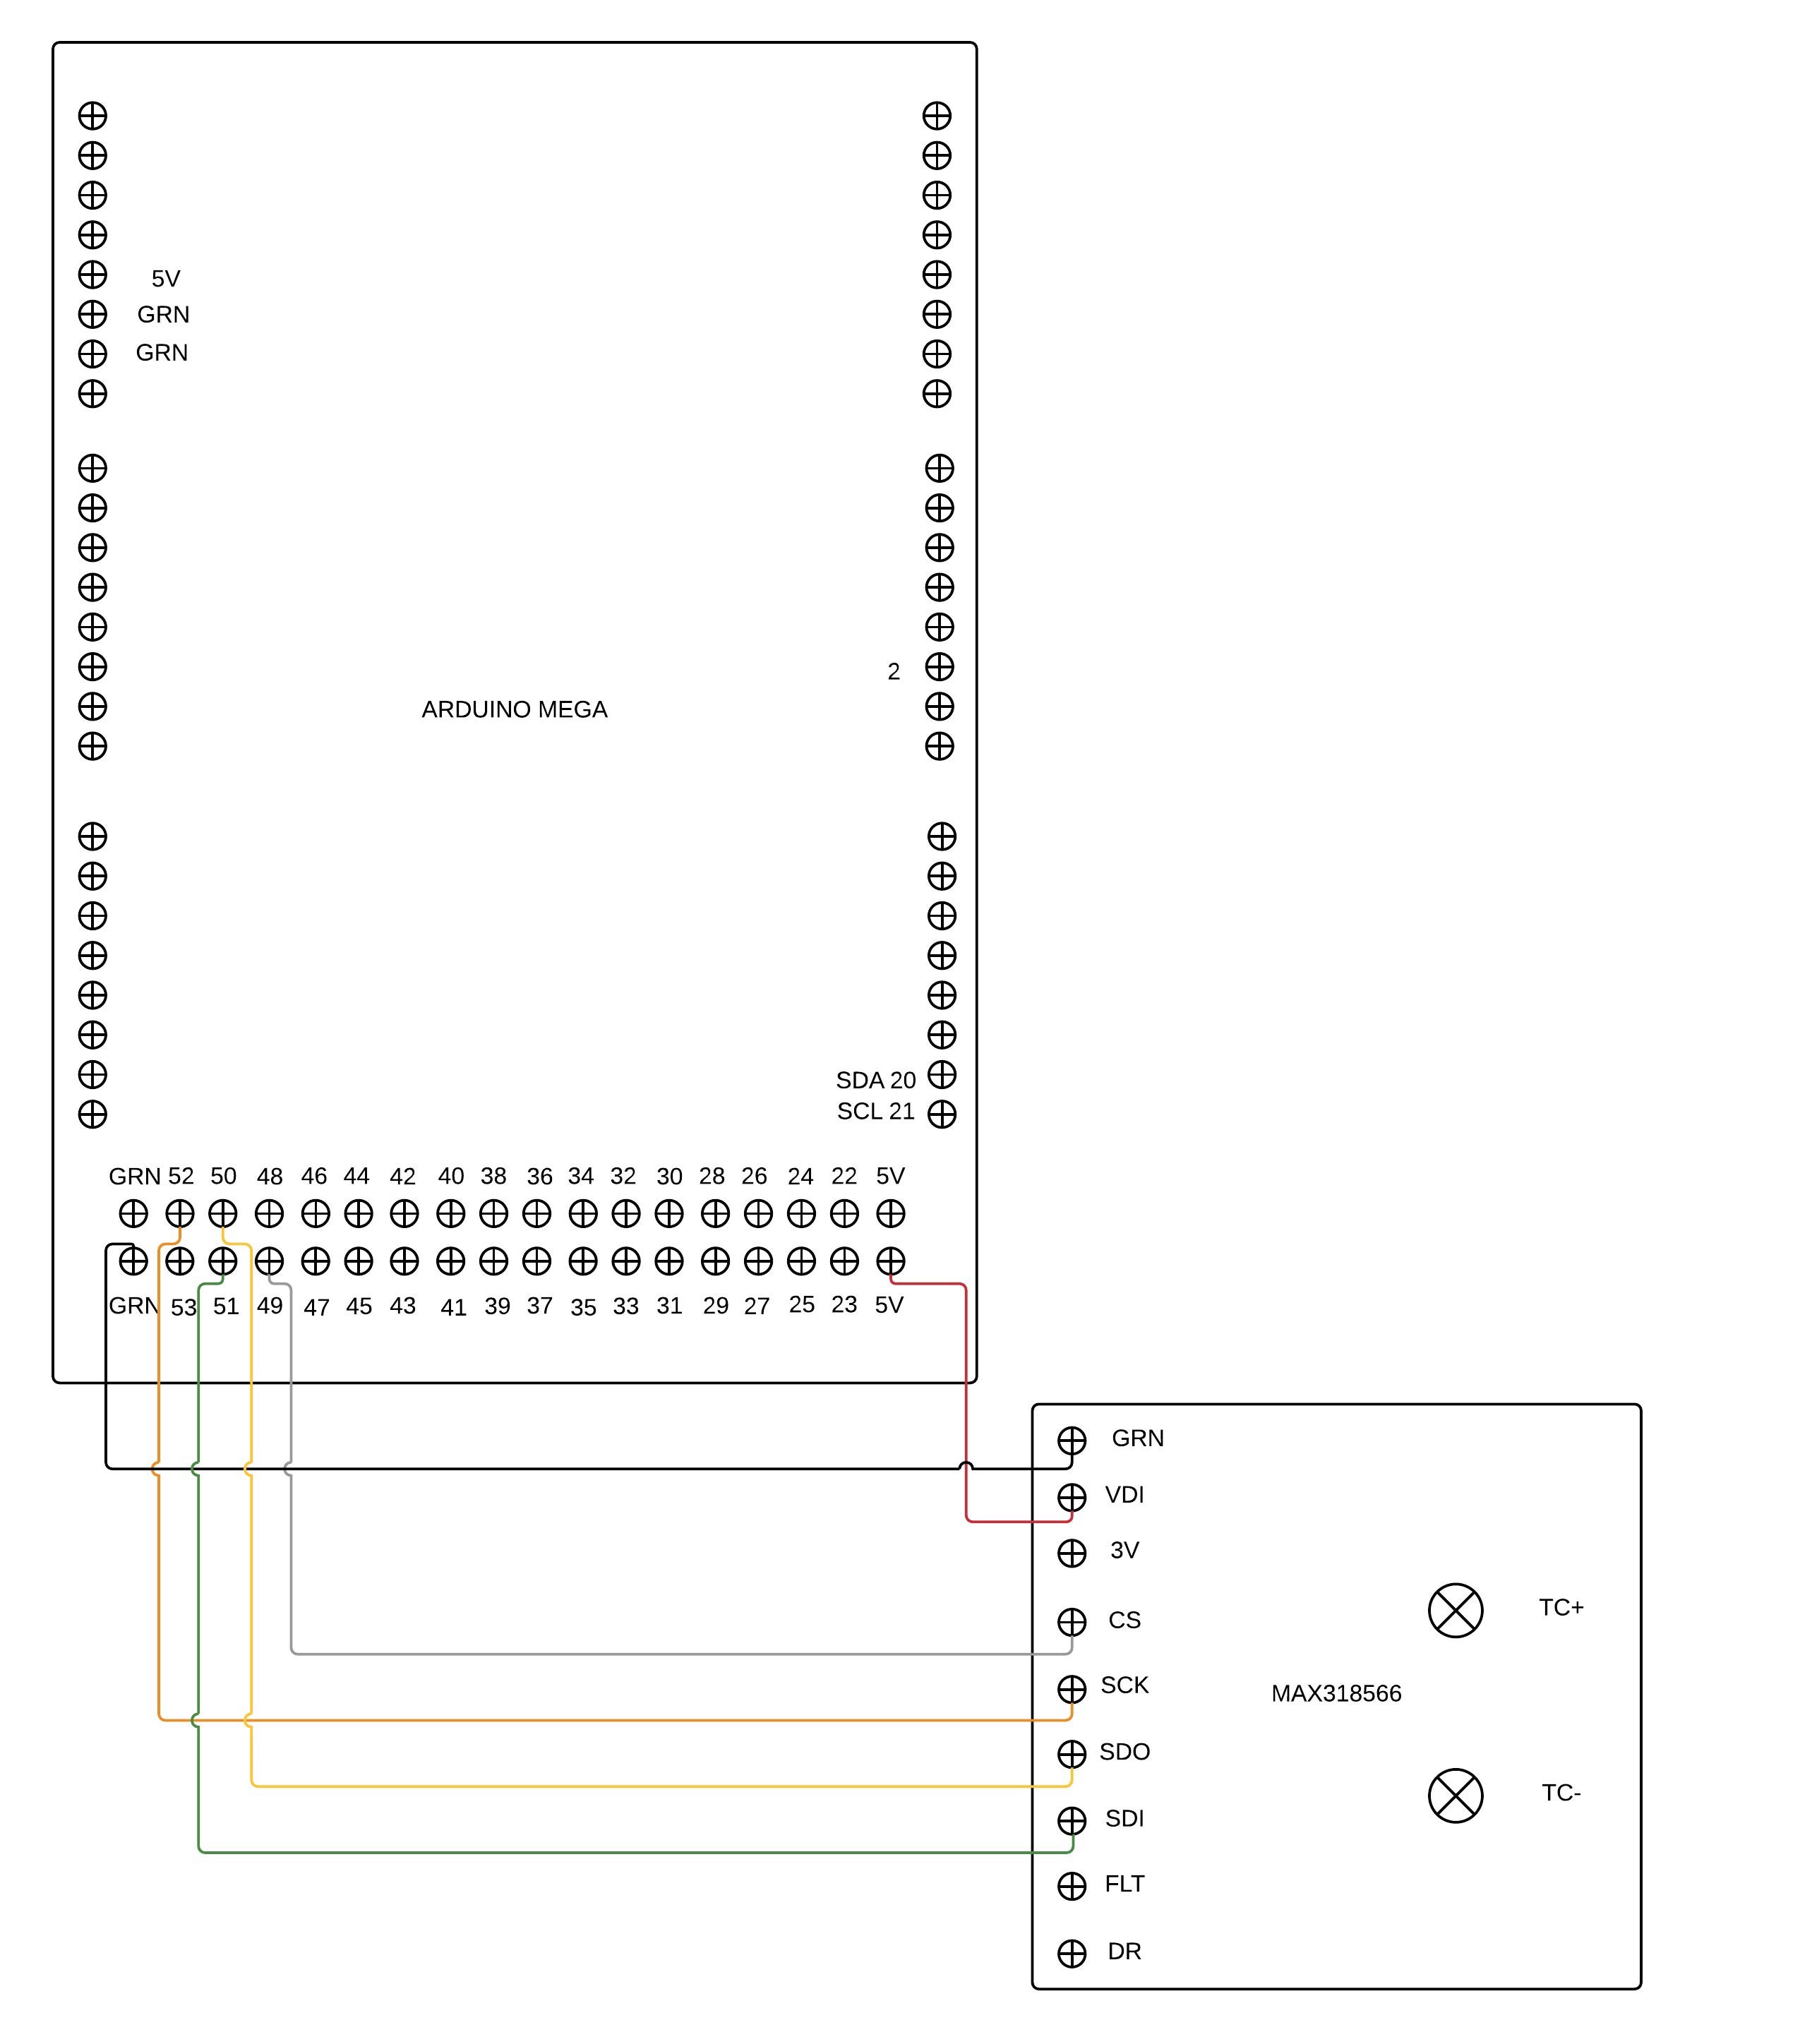 5V
GRN
GRN
2
ARDUINO MEGA
SDA 20
SCL 21
GRN 52 50 48 46 44 42 40 38 36 34 32 30 28 26 24 22 5V
GRN 53 51 49 47 45 43 41 39 37 35 33 31 29 27 25 23 5V
GRN
VDI
3V
CS
TC+
SCK
MAX318566
SDO
TC-
SDI
FLT
DR